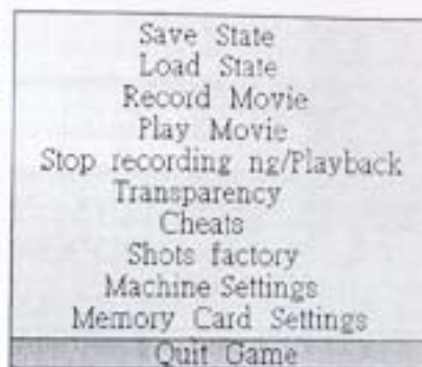 Save State
Load State
Record Movie
Play Movie
Stop recording ng/Playback
Transparency
Cheats
Shots factory
Machine Settings
Memory Card Settings
Quit Game